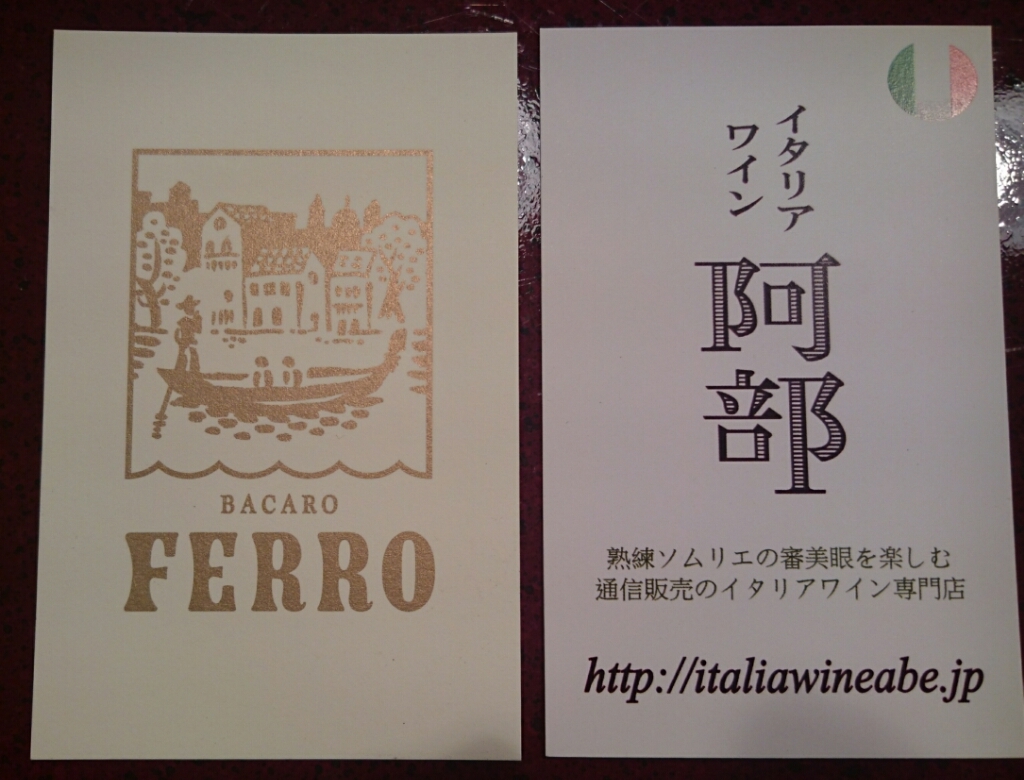 BACARO
FERRO
イタリア
ワイン
阿部
熟練ソムリエの審美眼を楽しむ
通信販売のイタリアワイン専門店
http://italiawineabe.jp